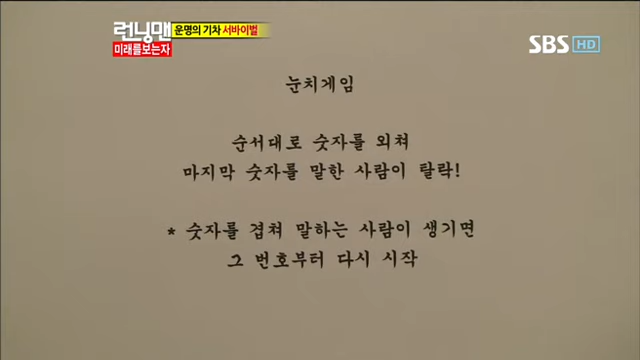 런닝맨 운명의 기차 서바이벌
미래를보는자
SBS HD
눈치게임
순서대로 숫자를 외쳐
마지막 숫자를 말한 사람이 탈락!
* 숫자를 겹쳐 말하는 사람이 생기면
그 번호부터 다시 시작